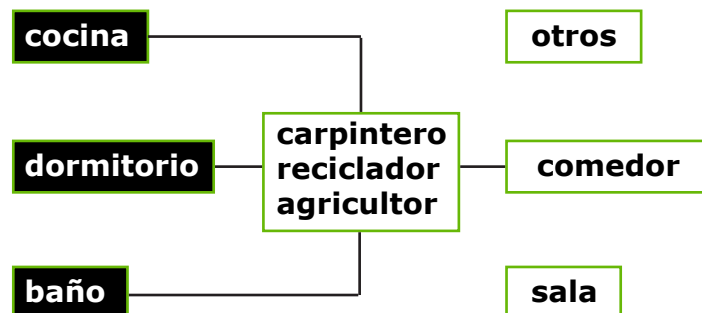 cocina
otros
carpintero
reciclador
agricultor
dormitorio
comedor
baño
sala